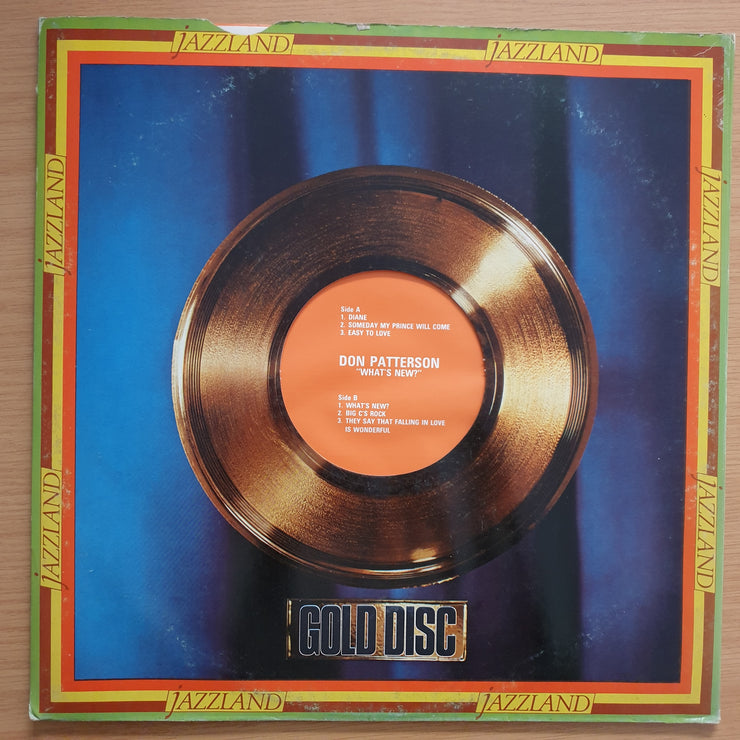 JAZZLAND
JAZZLAND
JAZZLAND
JAZZLAND
Side A
1. DIANE
2. SOMEDAY MY PRINCE WILL COME
3. EASY TO LOVE
DON PATTERSON
"WHAT'S NEW?"
Side B
1. WHAT'S NEW?
2. BIG C'S ROCK
3. THEY SAY THAT FALLING IN LOVE
IS WONDERFUL
JAZZLAND
JAZZLAND
GOLD DISC
JAZZLAND
JAZZLAND